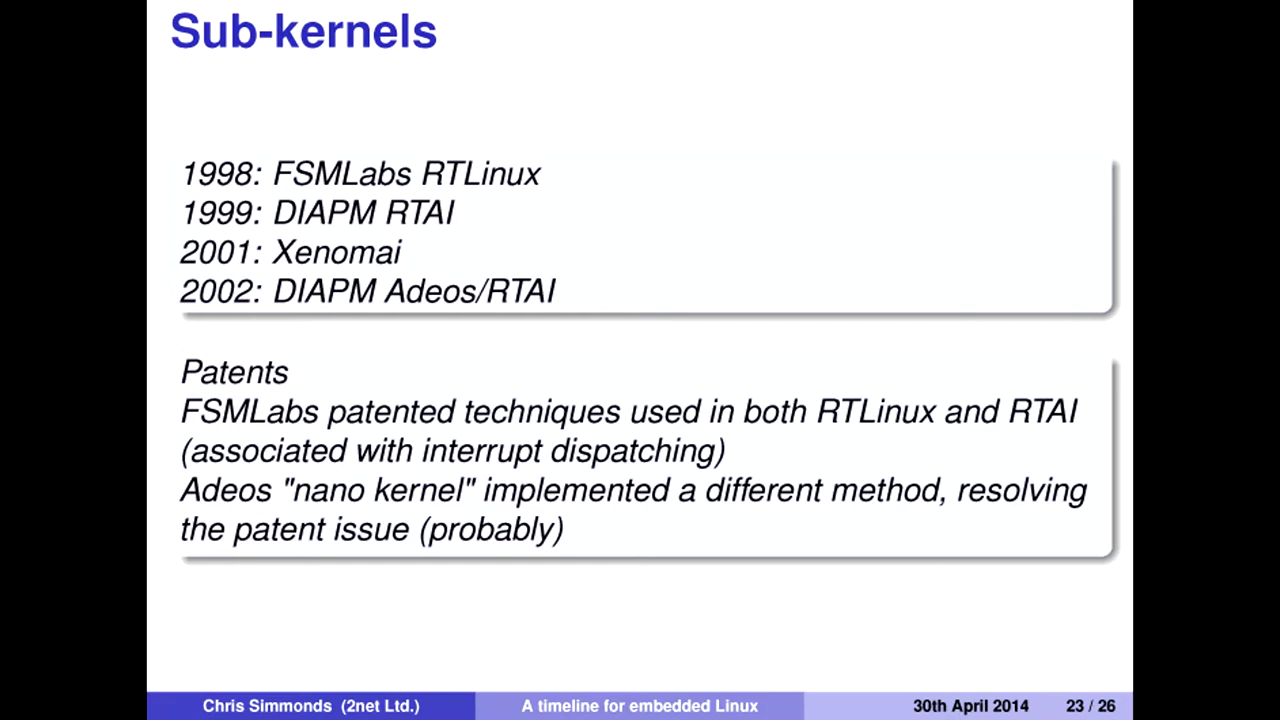 Sub-kernels
1998: FSMLabs RTLinux
1999: DIAPM RTAI
2001: Xenomai
2002: DIAPM Adeos/RTAI
Patents
FSMLabs patented techniques used in both RTLinux and RTAI
(associated with interrupt dispatching)
Adeos "nano kernel" implemented a different method, resolving
the patent issue (probably)
Chris Simmonds (2net Ltd.) A timeline for embedded Linux 30th April 2014 23 / 26